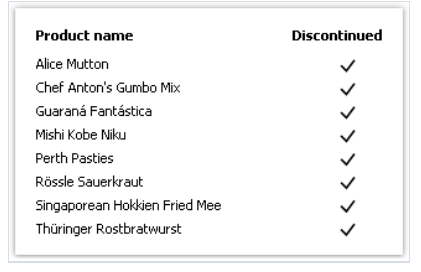 Product name Discontinued
Alice Mutton ✓
Chef Anton's Gumbo Mix ✓
Guaraná Fantástica ✓
Mishi Kobe Niku ✓
Perth Pasties ✓
Rössle Sauerkraut ✓
Singaporean Hokkien Fried Mee ✓
Thüringer Rostbratwurst ✓